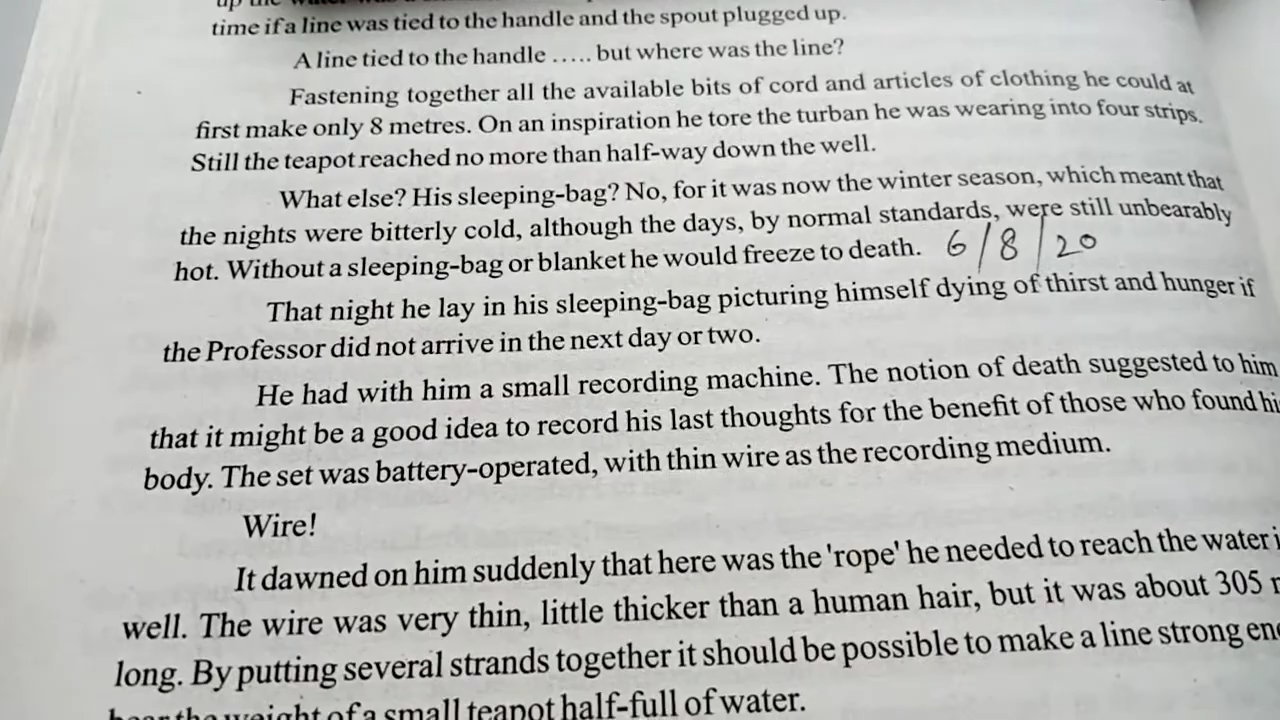 time if a line was tied to the handle and the spout plugged up.
A line tied to the handle ..... but where was the line?
Fastening together all the available bits of cord and articles of clothing he could at
first make only 8 metres. On an inspiration he tore the turban he was wearing into four strips.
Still the teapot reached no more than half-way down the well.
What else? His sleeping-bag? No, for it was now the winter season, which meant that
the nights were bitterly cold, although the days, by normal standards, were still unbearably
hot. Without a sleeping-bag or blanket he would freeze to death. 6/8/20
That night he lay in his sleeping-bag picturing himself dying of thirst and hunger if
the Professor did not arrive in the next day or two.
He had with him a small recording machine. The notion of death suggested to him
that it might be a good idea to record his last thoughts for the benefit of those who found
body. The set was battery-operated, with thin wire as the recording medium.
Wire!
It dawned on him suddenly that here was the 'rope' he needed to reach the water
well. The wire was very thin, little thicker than a human hair, but it was about 305
long. By putting several strands together it should be possible to make a line strong
the weight of a small teapot half-full of water.